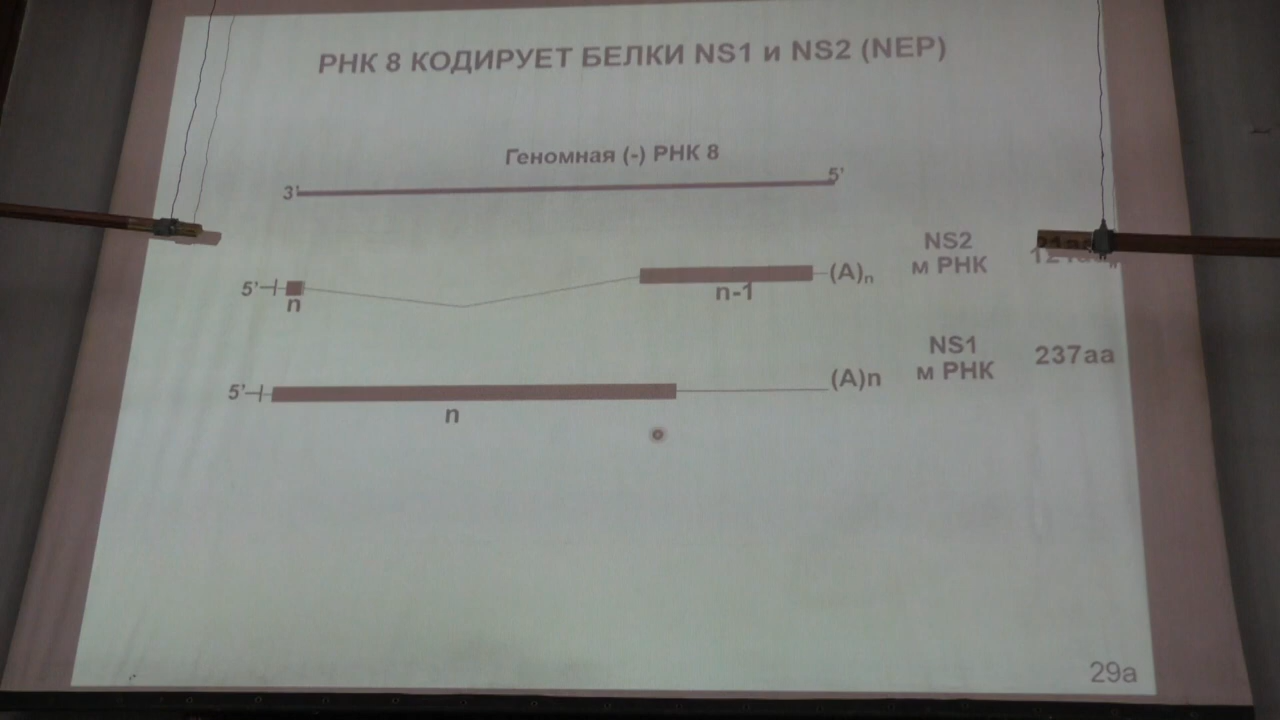 РНК 8 КОДИРУЕТ БЕЛКИ NS1 и NS2 (NEP)
Геномная (-) РНК 8
3' 5'
NS2
м РНК
5' (A)n
n n-1
NS1
м РНК
237aa
5' (A)n
n
29a